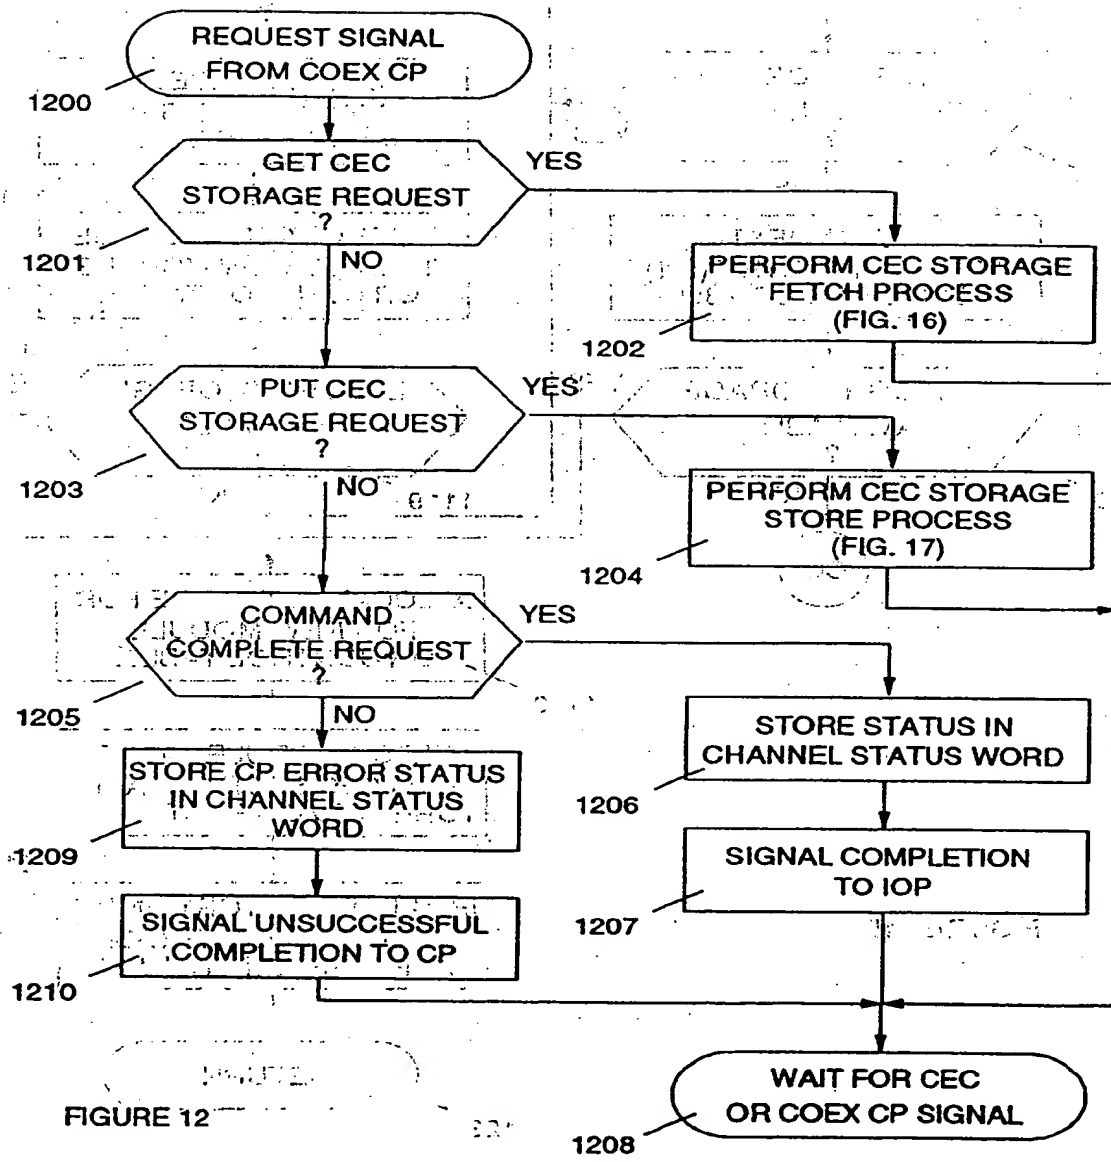 REQUEST SIGNAL
FROM COEX CP
1200
GET CEC
STORAGE REQUEST
?
YES
1201
NO
PERFORM CEC STORAGE
FETCH PROCESS
(FIG. 16)
1202
PUT CEC
STORAGE REQUEST
?
YES
1203
NO
PERFORM CEC STORAGE
STORE PROCESS
(FIG. 17)
1204
COMMAND
COMPLETE REQUEST
?
YES
1205
NO
STORE STATUS IN
CHANNEL STATUS WORD
1206
STORE CP ERROR STATUS
IN CHANNEL STATUS
WORD
1209
SIGNAL COMPLETION
TO IOP
1207
SIGNAL UNSUCCESSFUL
COMPLETION TO CP
1210
WAIT FOR CEC
OR COEX CP SIGNAL
1208
FIGURE 12